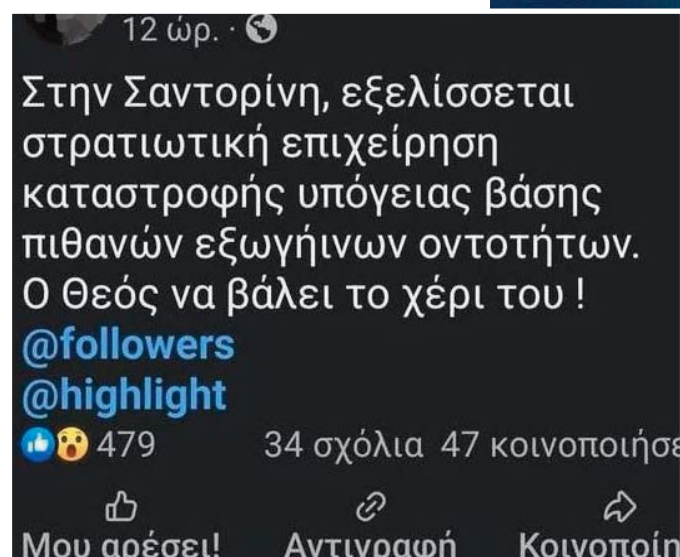 12 ώρ. ·
Στην Σαντορίνη, εξελίσσεται
στρατιωτική επιχείρηση
καταστροφής υπόγειας βάσης
πιθανών εξωγήινων οντοτήτων.
Ο Θεός να βάλει το χέρι του !
@followers
@highlight
479 34 σχόλια 47
Μου αρέσει! Αντιγραφή